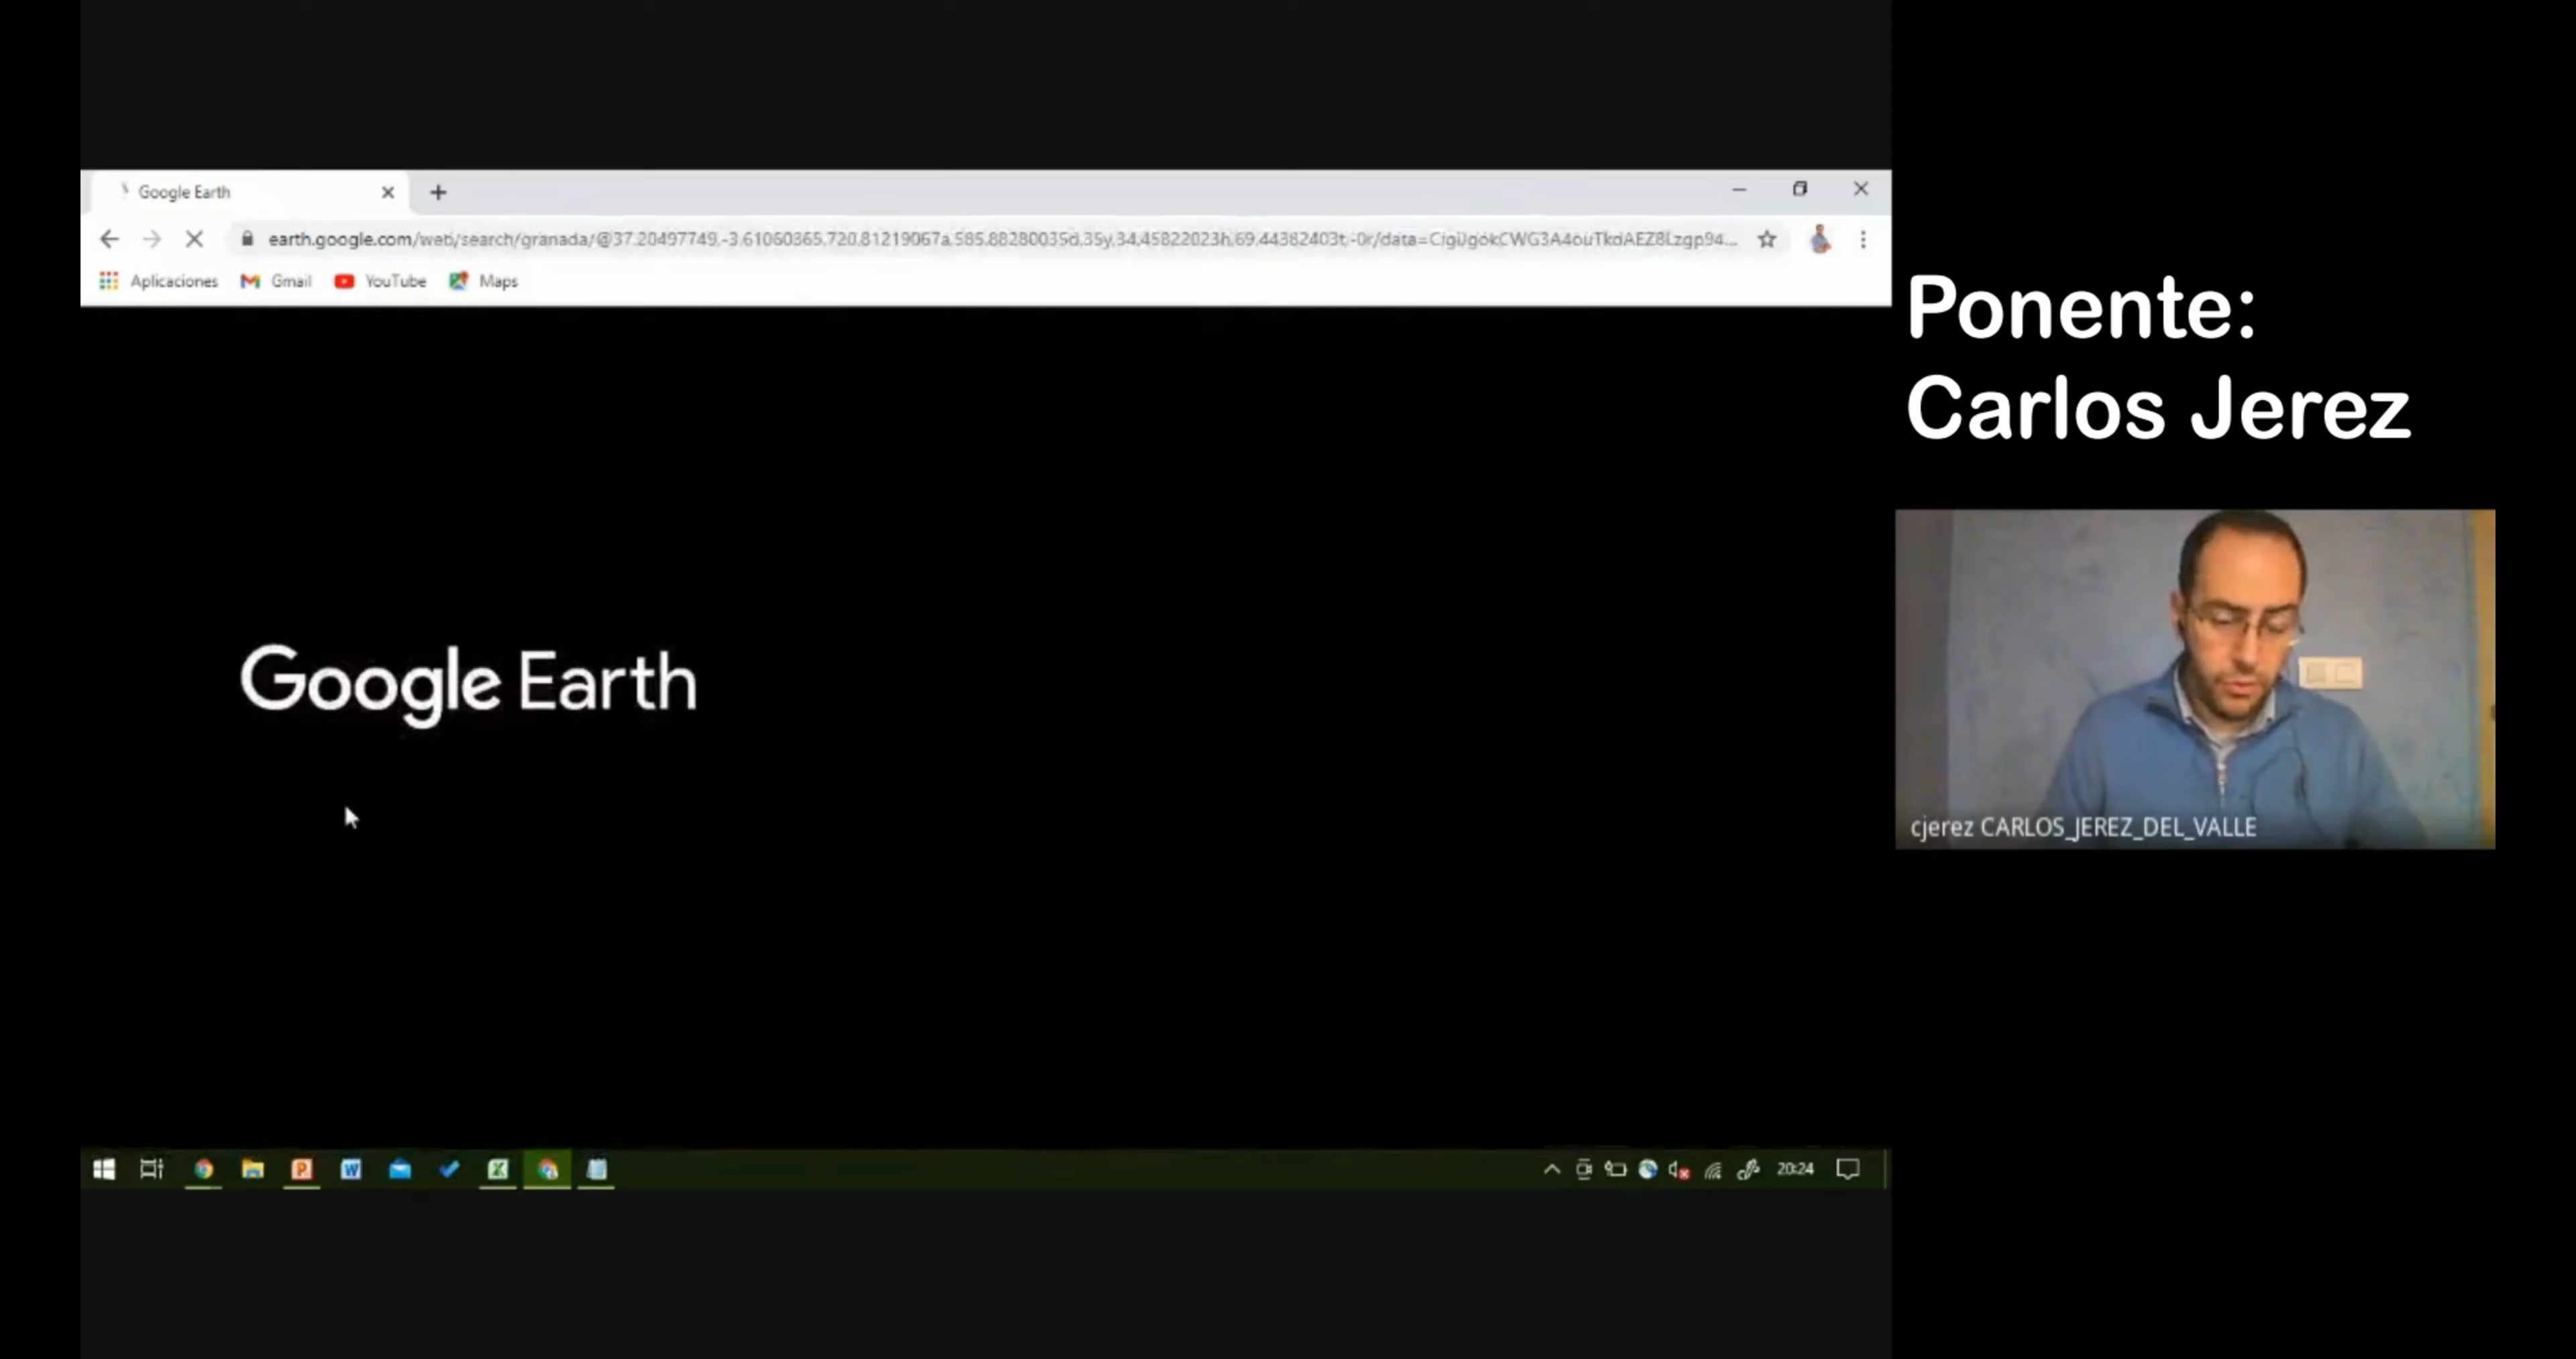 Google Earth
earth.google.com/web/search/granada/@37.20497749,-3.61060365,720.81219067a,585.88280035d,35y,34.45822023h,69.44382403t,-0r/data=
Aplicaciones Gmail YouTube Maps
Google Earth
20:24
Ponente:
Carlos Jerez
cjerez CARLOS_JEREZ_DEL_VALLE